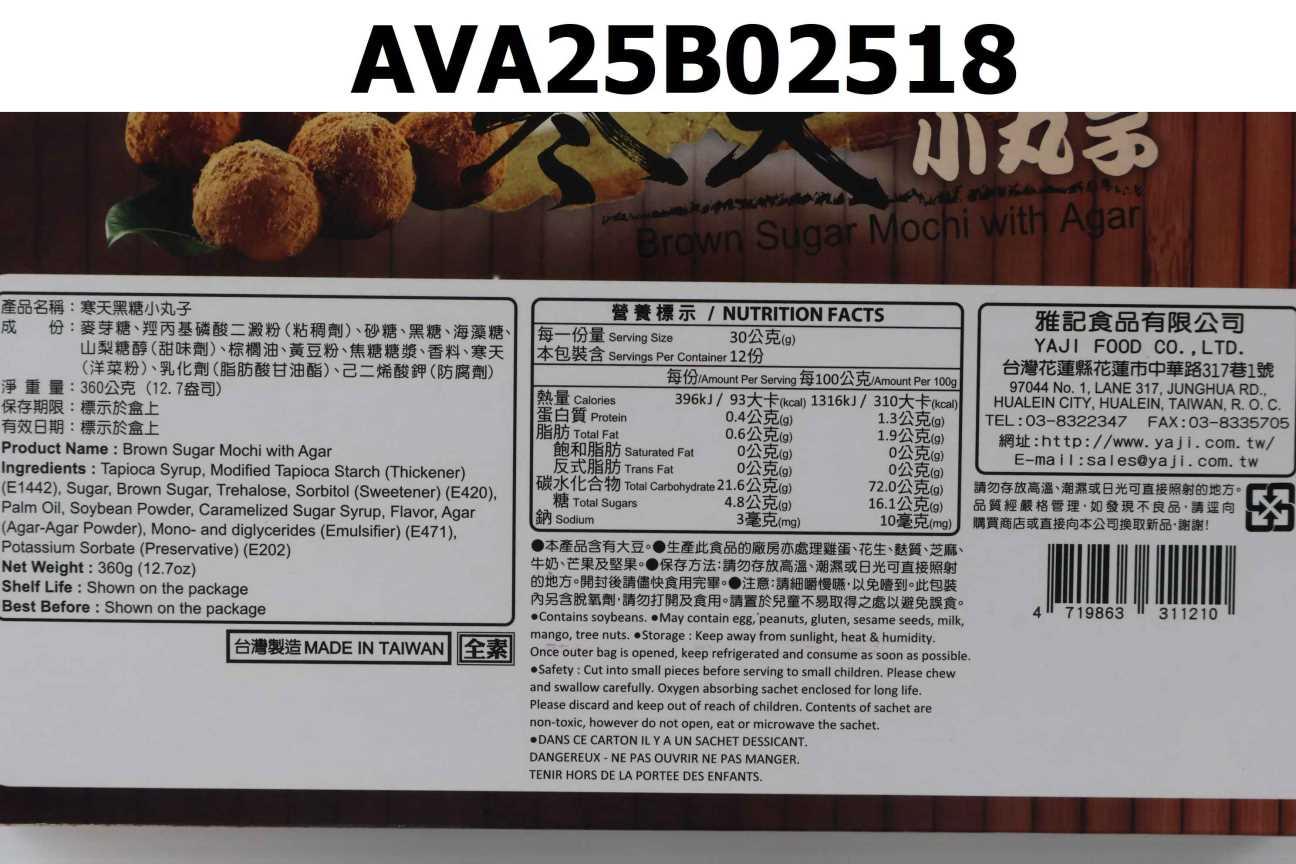 AVA25B02518
小丸子
Brown Sugar Mochi with Agar
產品名稱：寒天黑糖小丸子
成　份：麥芽糖、羥丙基磷酸二澱粉(粘稠劑)、砂糖、黑糖、海藻糖、
山梨糖醇(甜味劑)、棕櫚油、黃豆粉、焦糖糖漿、香料、寒天
(洋菜粉)、乳化劑(脂肪酸甘油酯)、己二烯酸鉀(防腐劑)
淨重量：360公克 (12.7盎司)
保存期限：標示於盒上
有效日期：標示於盒上
Product Name : Brown Sugar Mochi with Agar
Ingredients : Tapioca Syrup, Modified Tapioca Starch (Thickener)
(E1442), Sugar, Brown Sugar, Trehalose, Sorbitol (Sweetener) (E420),
Palm Oil, Soybean Powder, Caramelized Sugar Syrup, Flavor, Agar
(Agar-Agar Powder), Mono- and diglycerides (Emulsifier) (E471),
Potassium Sorbate (Preservative) (E202)
Net Weight : 360g (12.7oz)
Shelf Life : Shown on the package
Best Before : Shown on the package
台灣製造 MADE IN TAIWAN 全素
營養標示 / NUTRITION FACTS
每一份量 Serving Size 30公克(g)
本包裝含 Servings Per Container 12份
每份/Amount Per Serving 每100公克/Amount Per 100g
熱量 Calories 396kJ / 93大卡(kcal) 1316kJ / 310大卡(kcal)
蛋白質 Protein 0.4公克(g) 1.3公克(g)
脂肪 Total Fat 0.6公克(g) 1.9公克(g)
飽和脂肪 Saturated Fat 0公克(g) 0公克(g)
反式脂肪 Trans Fat 0公克(g) 0公克(g)
碳水化合物 Total Carbohydrate 21.6公克(g) 72.0公克(g)
糖 Total Sugars 4.8公克(g) 16.1公克(g)
鈉 Sodium 3毫克(mg) 10毫克(mg)
●本產品含有大豆。●生產此食品的廠房亦處理雞蛋、花生、麩質、芝麻、
牛奶、芒果及堅果。●保存方法：請勿存放高溫、潮濕或日光可直接照射
的地方。開封後請儘快食用完畢。●注意：請細嚼慢嚥，以免噎到。此包裝
內另含脫氧劑，請勿打開及食用。請置於兒童不易取得之處以避免誤食。
●Contains soybeans. ●May contain egg, peanuts, gluten, sesame seeds, milk,
mango, tree nuts. ●Storage : Keep away from sunlight, heat & humidity.
Once outer bag is opened, keep refrigerated and consume as soon as possible.
●Safety : Cut into small pieces before serving to small children. Please chew
and swallow carefully. Oxygen absorbing sachet enclosed for long life.
Please discard and keep out of reach of children. Contents of sachet are
non-toxic, however do not open, eat or microwave the sachet.
●DANS CE CARTON IL Y A UN SACHET DESSICANT.
DANGEREUX - NE PAS OUVRIR NE PAS MANGER.
TENIR HORS DE LA PORTEE DES ENFANTS.
雅記食品有限公司
YAJI FOOD CO.,LTD.
台灣花蓮縣花蓮市中華路317巷1號
97044 No. 1, LANE 317, JUNGHUA RD.,
HUALEIN CITY, HUALEIN, TAIWAN, R. O. C.
TEL:03-8322347 FAX:03-8335705
網址:http://www.yaji.com.tw/
E-mail:sales@yaji.com.tw
請勿存放高溫、潮濕或日光可直接照射的地方。
品質經嚴格管理，如發現不良品，請逕向
購買商店或直接向本公司換取新品，謝謝!
4 719863 311210